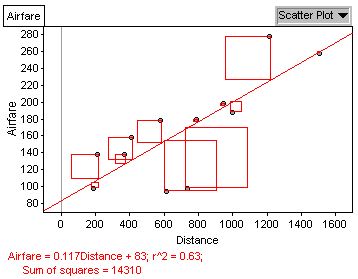 Airfare
Scatter Plot
Airfare
280
260
240
220
200
180
160
140
120
100
80
0 200 400 600 800 1000 1200 1400 1600
Distance
Airfare = 0.117Distance + 83; r^2 = 0.63;
Sum of squares = 14310